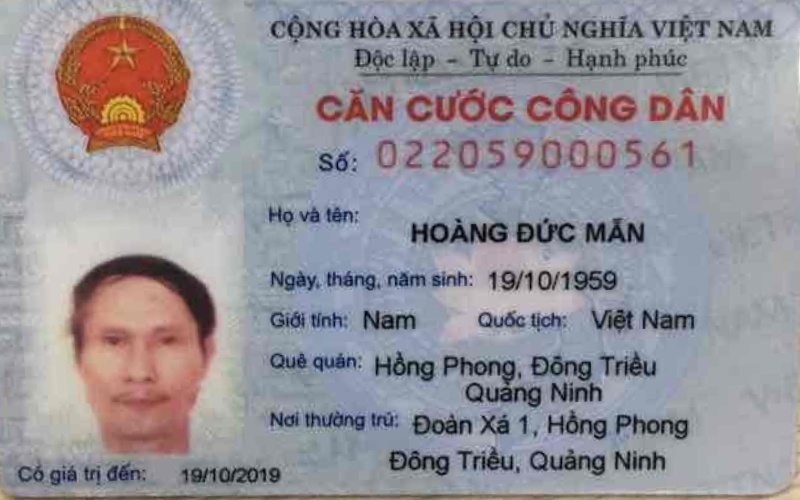 CỘNG HÒA XÃ HỘI CHỦ NGHĨA VIỆT NAM
Độc lập - Tự do - Hạnh phúc
CĂN CƯỚC CÔNG DÂN
Số: 022059000561
Họ và tên:
HOÀNG ĐỨC MẪN
Ngày, tháng, năm sinh: 19/10/1959
Giới tính: Nam Quốc tịch: Việt Nam
Quê quán: Hồng Phong, Đông Triều
Quảng Ninh
Nơi thường trú: Đoàn Xá 1, Hồng Phong
Đông Triều, Quảng Ninh
Có giá trị đến: 19/10/2019